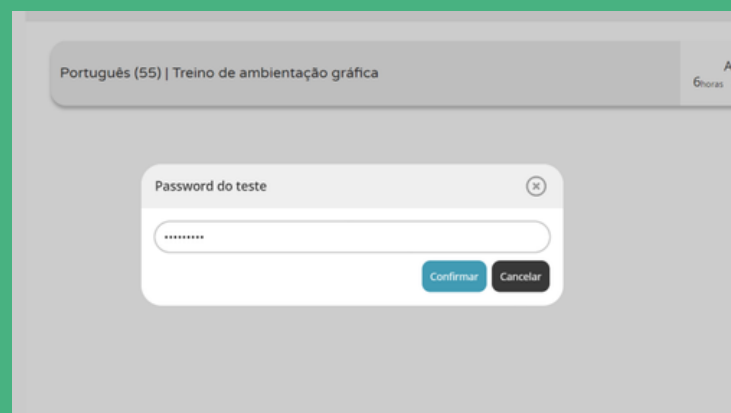 Português (55) | Treino de ambientação gráfica
6horas
Password do teste
•••••••••
Confirmar
Cancelar